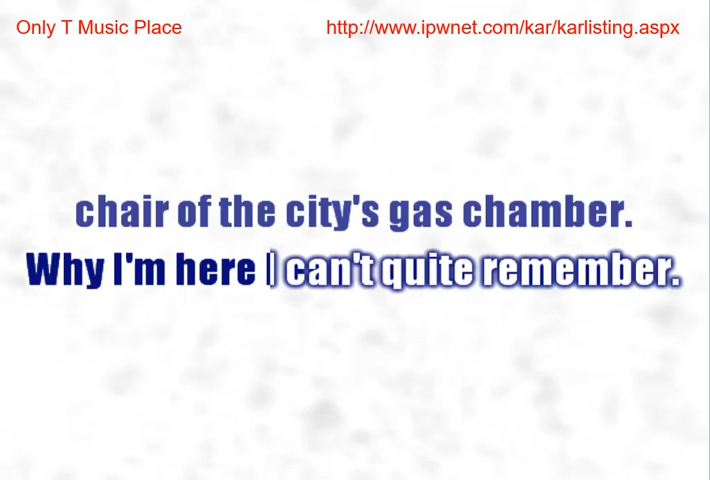 Only T Music Place http://www.ipwnet.com/kar/karlisting.aspx
chair of the city's gas chamber.
Why I'm here I can't quite remember.